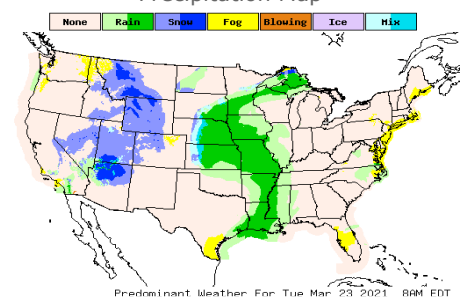 Precipitation Map
None Rain Snow Fog Blowing Ice Mix
Predominant Weather For Tue Mar 23 2021 8AM EDT